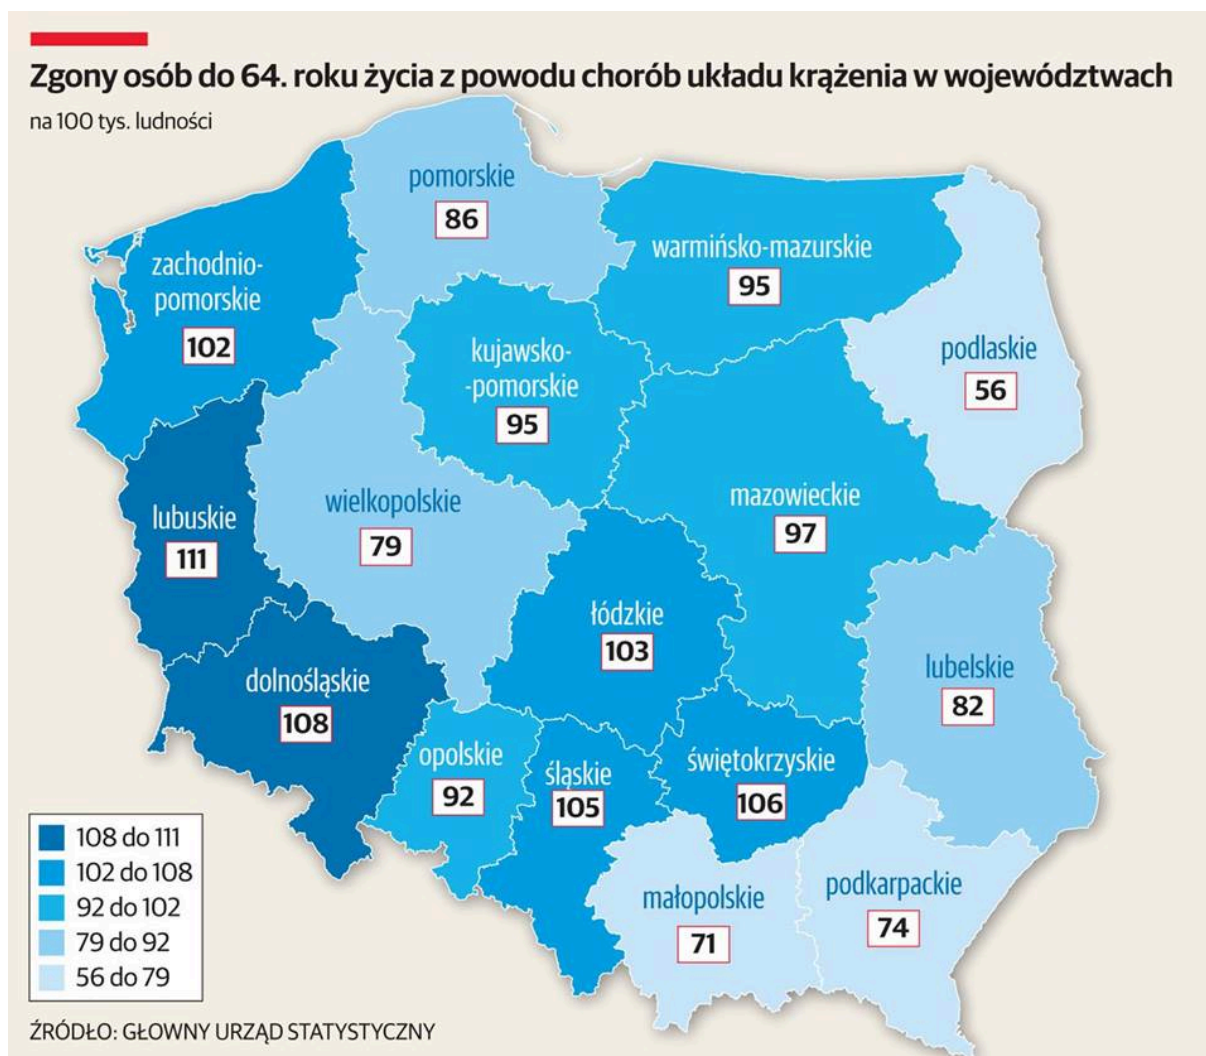 Zgony osób do 64. roku życia z powodu chorób układu krążenia w województwach
na 100 tys. ludności
pomorskie
86
warmińsko-mazurskie
95
zachodnio-
pomorskie
102
kujawsko-
-pomorskie
95
podlaskie
56
lubuskie
111
wielkopolskie
79
mazowieckie
97
łódzkie
103
dolnośląskie
108
lubelskie
82
opolskie
92
śląskie
105
świętokrzyskie
106
małopolskie
71
podkarpackie
74
108 do 111
102 do 108
92 do 102
79 do 92
56 do 79
ŹRÓDŁO: GŁOWNY URZĄD STATYSTYCZNY